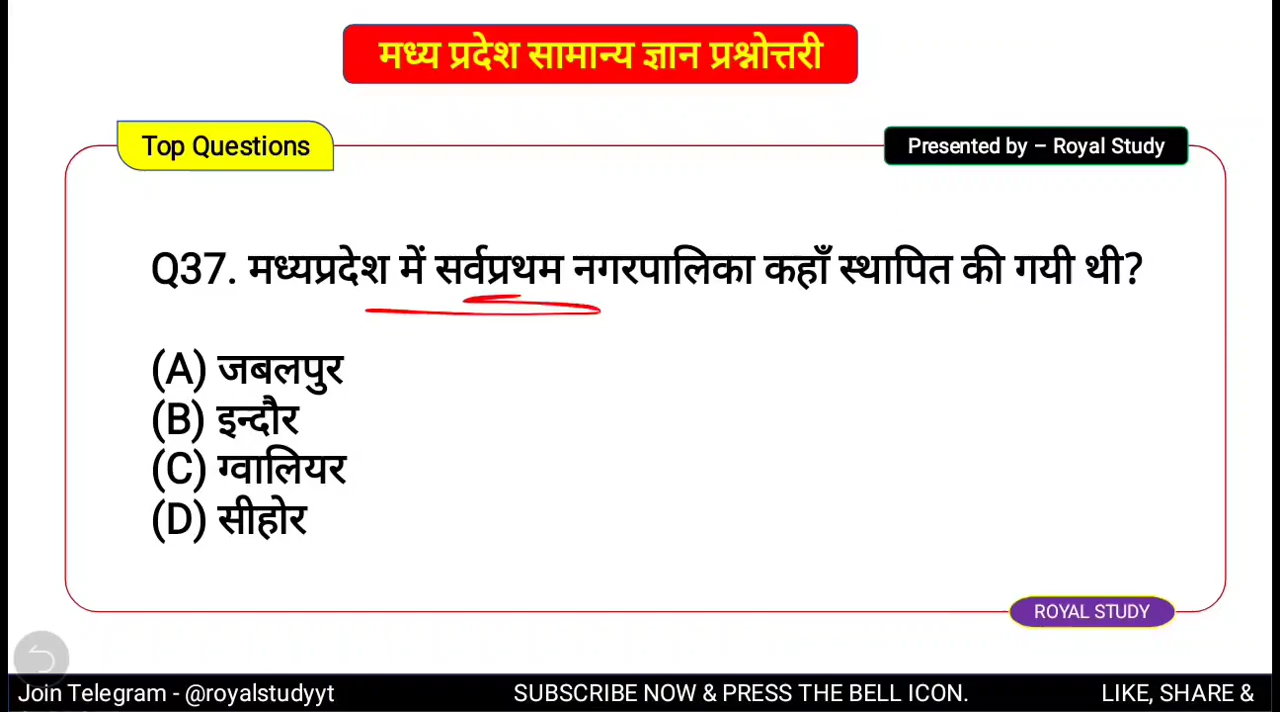 मध्य प्रदेश सामान्य ज्ञान प्रश्नोत्तरी
Top Questions
Presented by – Royal Study
Q37. मध्यप्रदेश में सर्वप्रथम नगरपालिका कहाँ स्थापित की गयी थी?
(A) जबलपुर
(B) इन्दौर
(C) ग्वालियर
(D) सीहोर
ROYAL STUDY
Join Telegram - @royalstudyyt SUBSCRIBE NOW & PRESS THE BELL ICON. LIKE, SHARE &